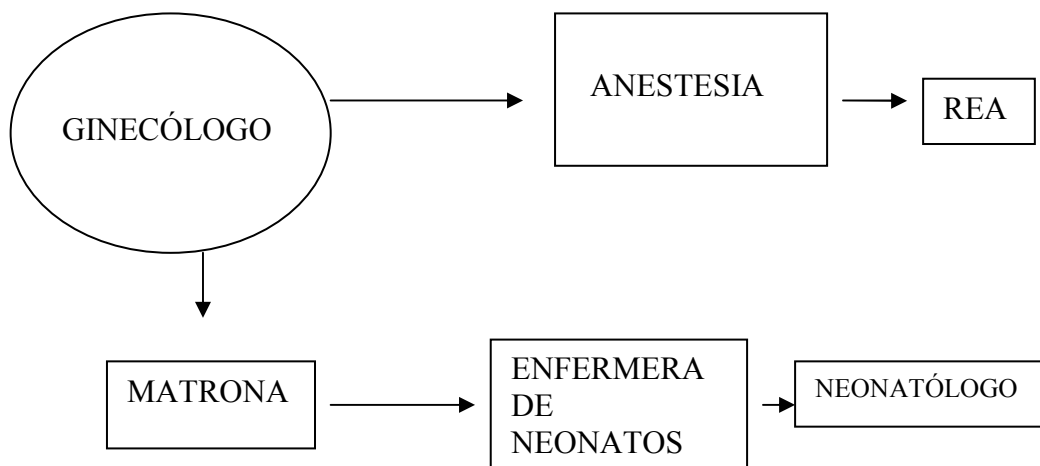 GINECÓLOGO
ANESTESIA
REA
MATRONA
ENFERMERA
DE
NEONATOS
NEONATÓLOGO